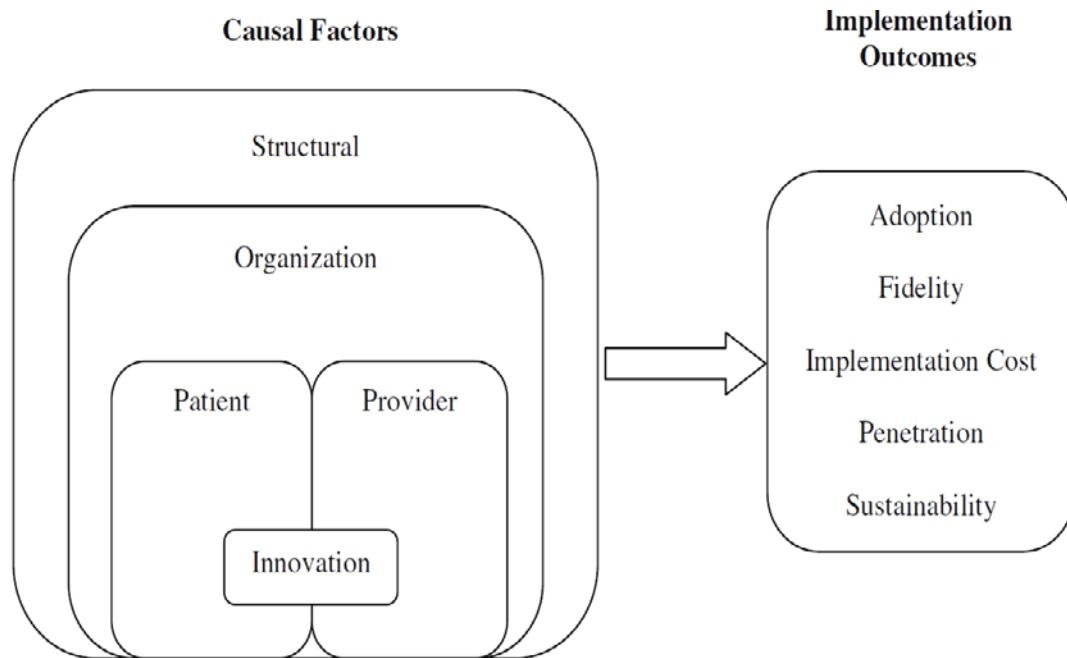 Causal Factors
Implementation
Outcomes
Structural
Organization
Patient
Provider
Innovation
Adoption
Fidelity
Implementation Cost
Penetration
Sustainability